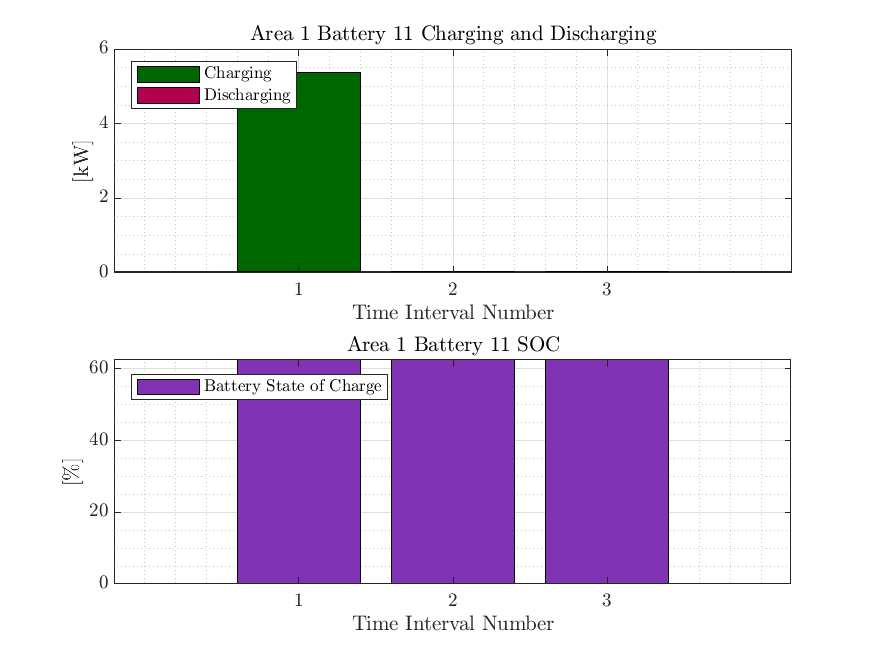 Area 1 Battery 11 Charging and Discharging
6
4
2
0
[kW]
Charging
Discharging
1 2 3
Time Interval Number
Area 1 Battery 11 SOC
60
40
20
0
[%]
Battery State of Charge
1 2 3
Time Interval Number